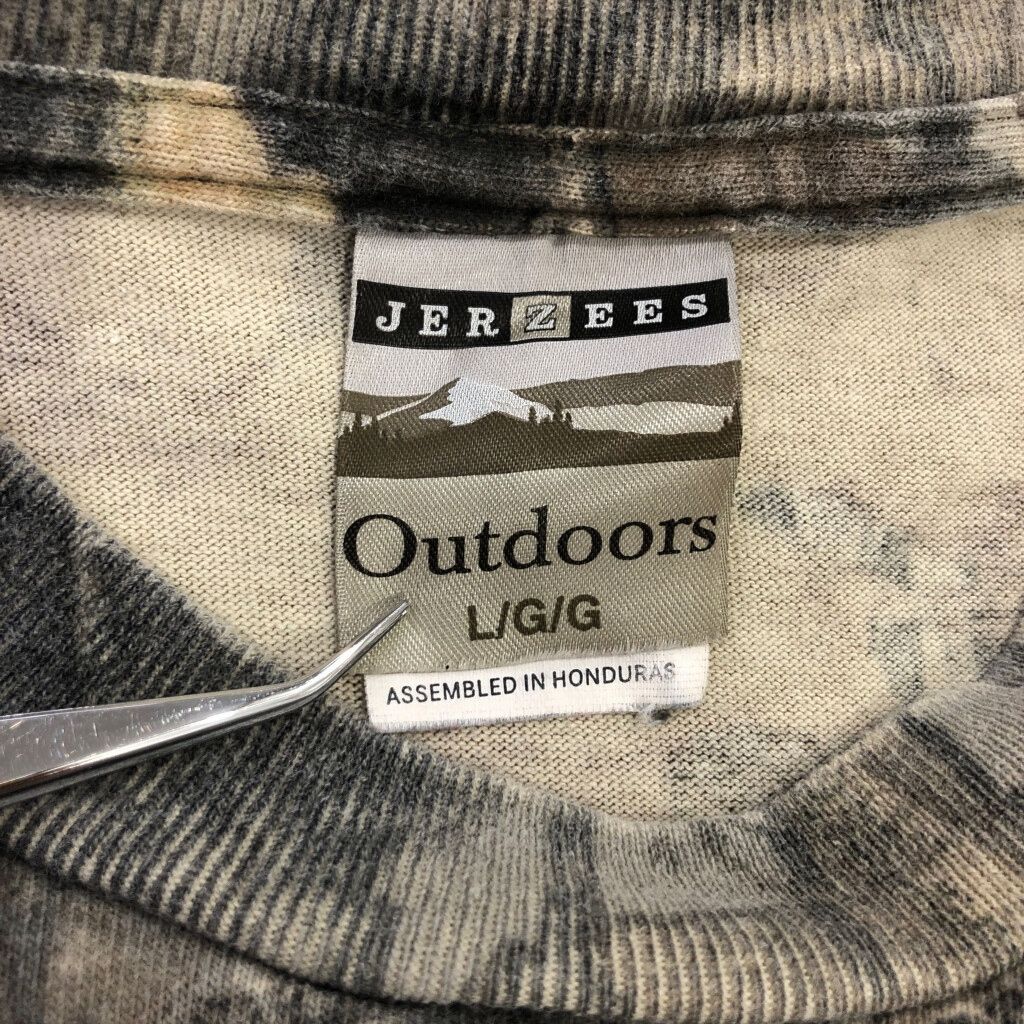 JERZEES
Outdoors
L/G/G
ASSEMBLED IN HONDURAS